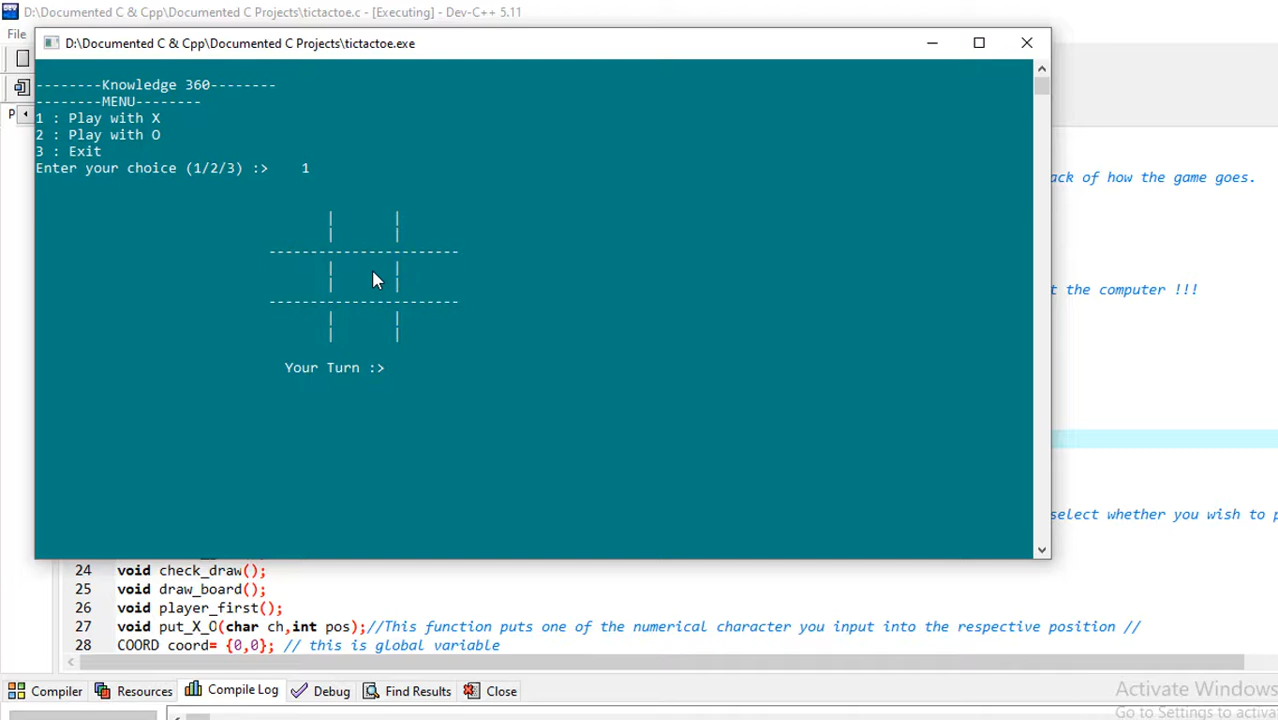 D:\Documented C & Cpp\Documented C Projects\tictactoe.c - [Executing] - Dev-C++ 5.11
File
D:\Documented C & Cpp\Documented C Projects\tictactoe.exe
--------Knowledge 360--------
--------MENU--------
1 : Play with X
2 : Play with O
3 : Exit
Enter your choice (1/2/3) :> 1
Your Turn :>
ack of how the game goes.
t the computer !!!
select whether you wish to p
24 void check_draw();
25 void draw_board();
26 void player_first();
27 void put_X_O(char ch,int pos);//This function puts one of the numerical character you input into the respective position //
28 COORD coord= {0,0}; // this is global variable
Compiler Resources Compile Log Debug Find Results Close
Activate Windows
Go to Settings to activa